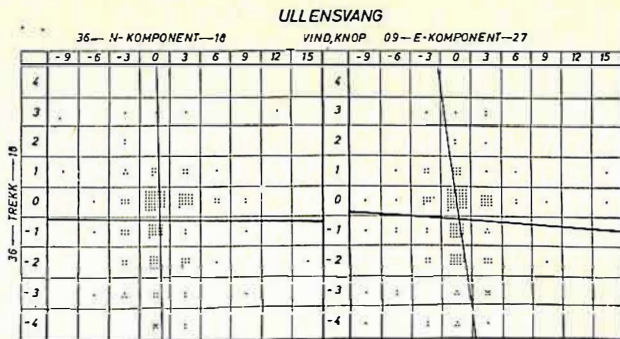 ULLENSVANG
36— N-KOMPONENT—18 VIND,KNOP 09—E-KOMPONENT—27
-9 -6 -3 0 3 6 9 12 15 -9 -6 -3 0 3 6 9 12 15
4 4
3 3
2 2
1 1
0 0
-1 -1
-2 -2
-3 -3
-4 -4
36— TREKK—18